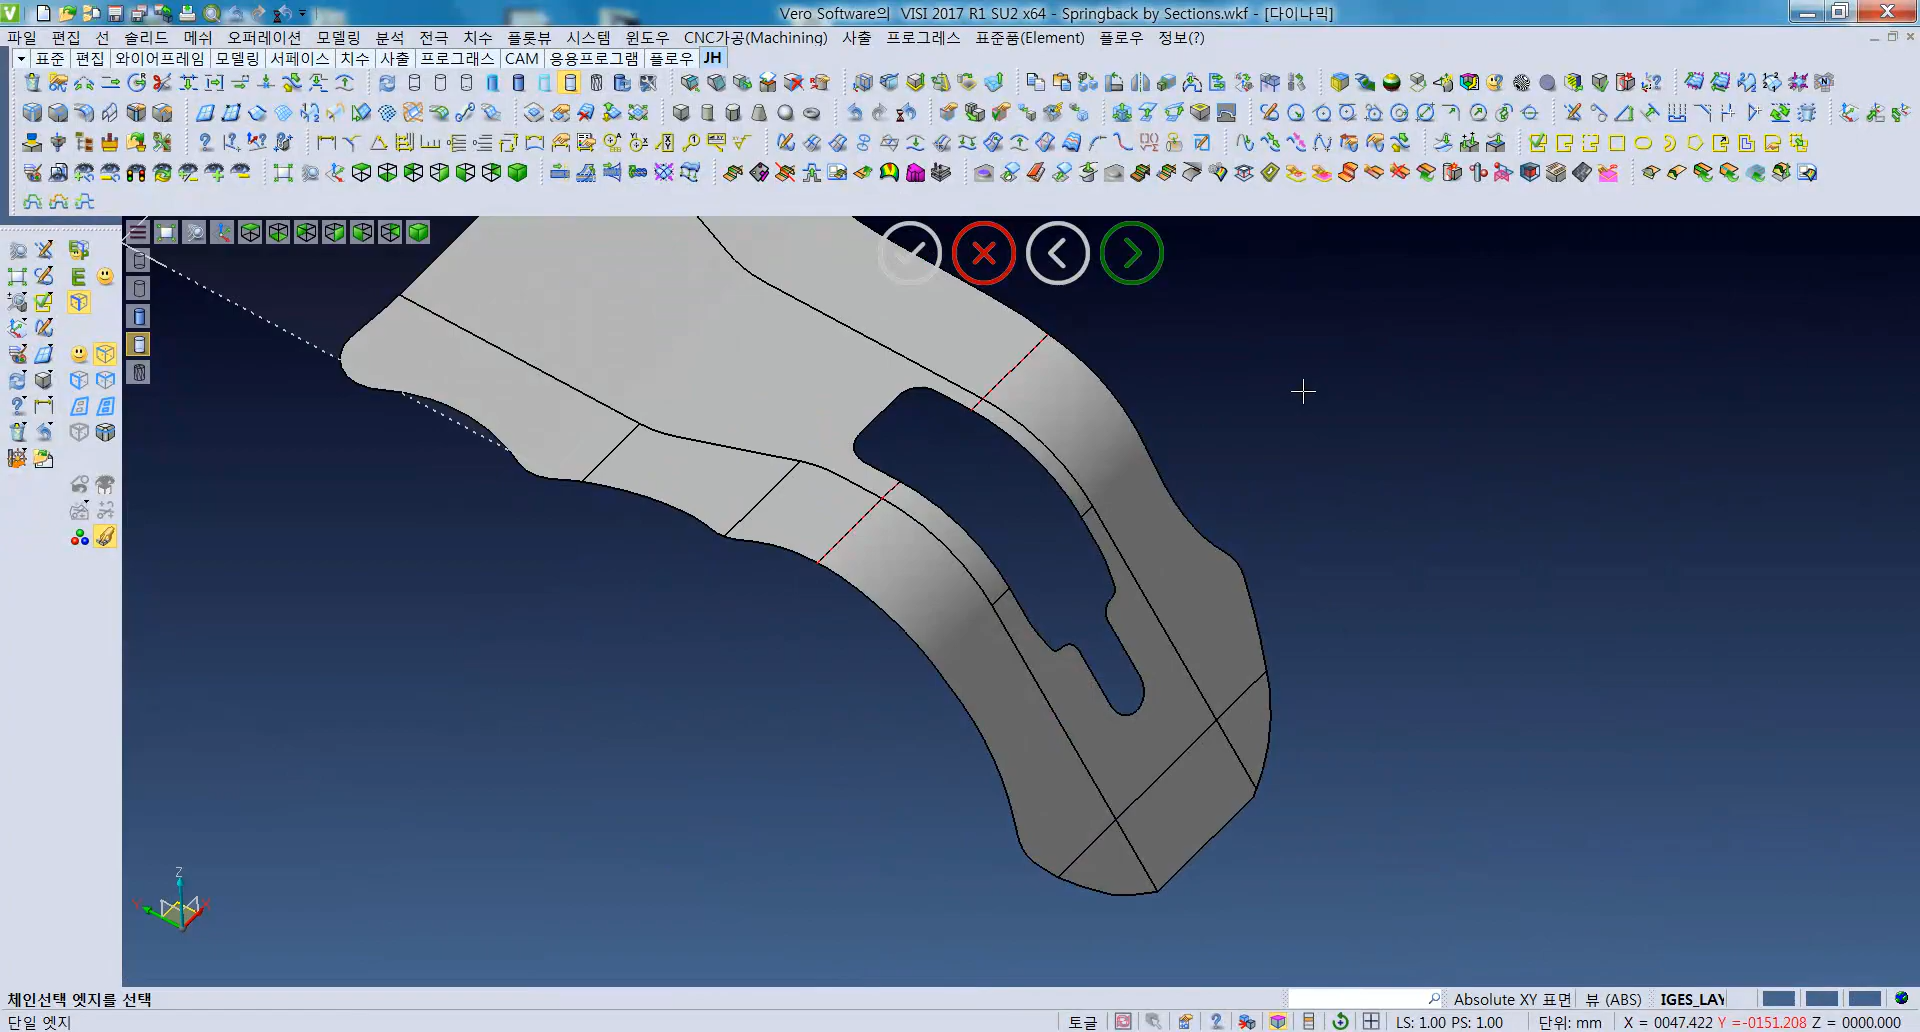 Vero Software의 VISI 2017 R1 SU2 x64 - Springback by Sections.wkf - [다이나믹]
파일 편집 선 솔리드 메쉬 오퍼레이션 모델링 분석 전극 치수 플롯뷰 시스템 윈도우 CNC가공(Machining) 사출 프로그레스 표준품(Element) 플로우 정보(?)
표준 편집 와이어프레임 모델링 서페이스 치수 사출 프로그래스 CAM 응용프로그램 플로우 JH
Z
Y
X
체인선택 엣지를 선택
Absolute XY 표면 뷰 (ABS) IGES_LAY
단일 엣지
토글 LS: 1.00 PS: 1.00 단위: mm X = 0047.422 Y =-0151.208 Z = 0000.000